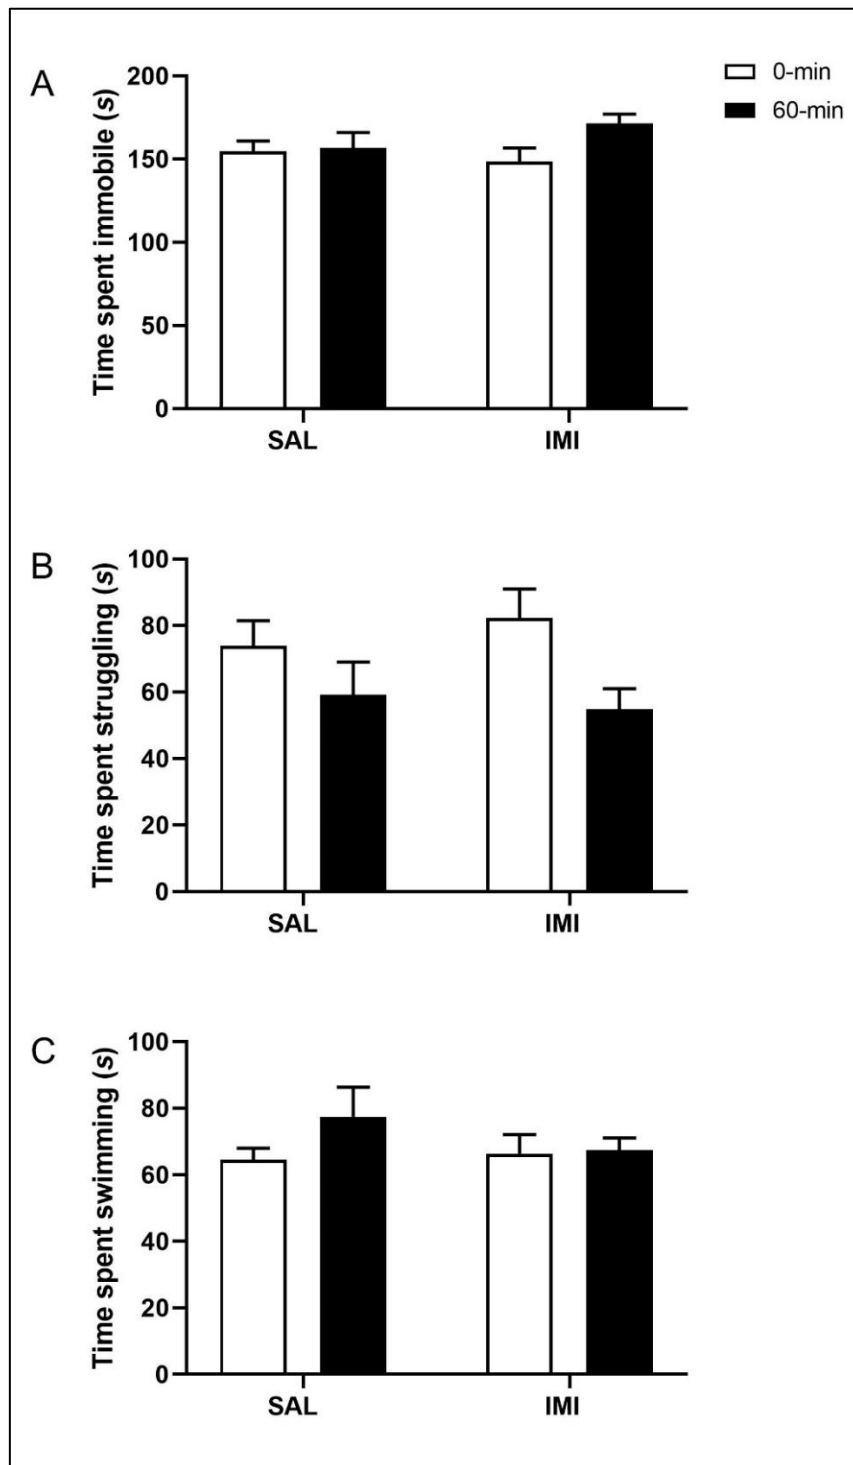 A
Time spent immobile (s)
200
150
100
50
0
SAL
IMI
0-min
60-min
B
Time spent struggling (s)
100
80
60
40
20
0
SAL
IMI
C
Time spent swimming (s)
100
80
60
40
20
0
SAL
IMI